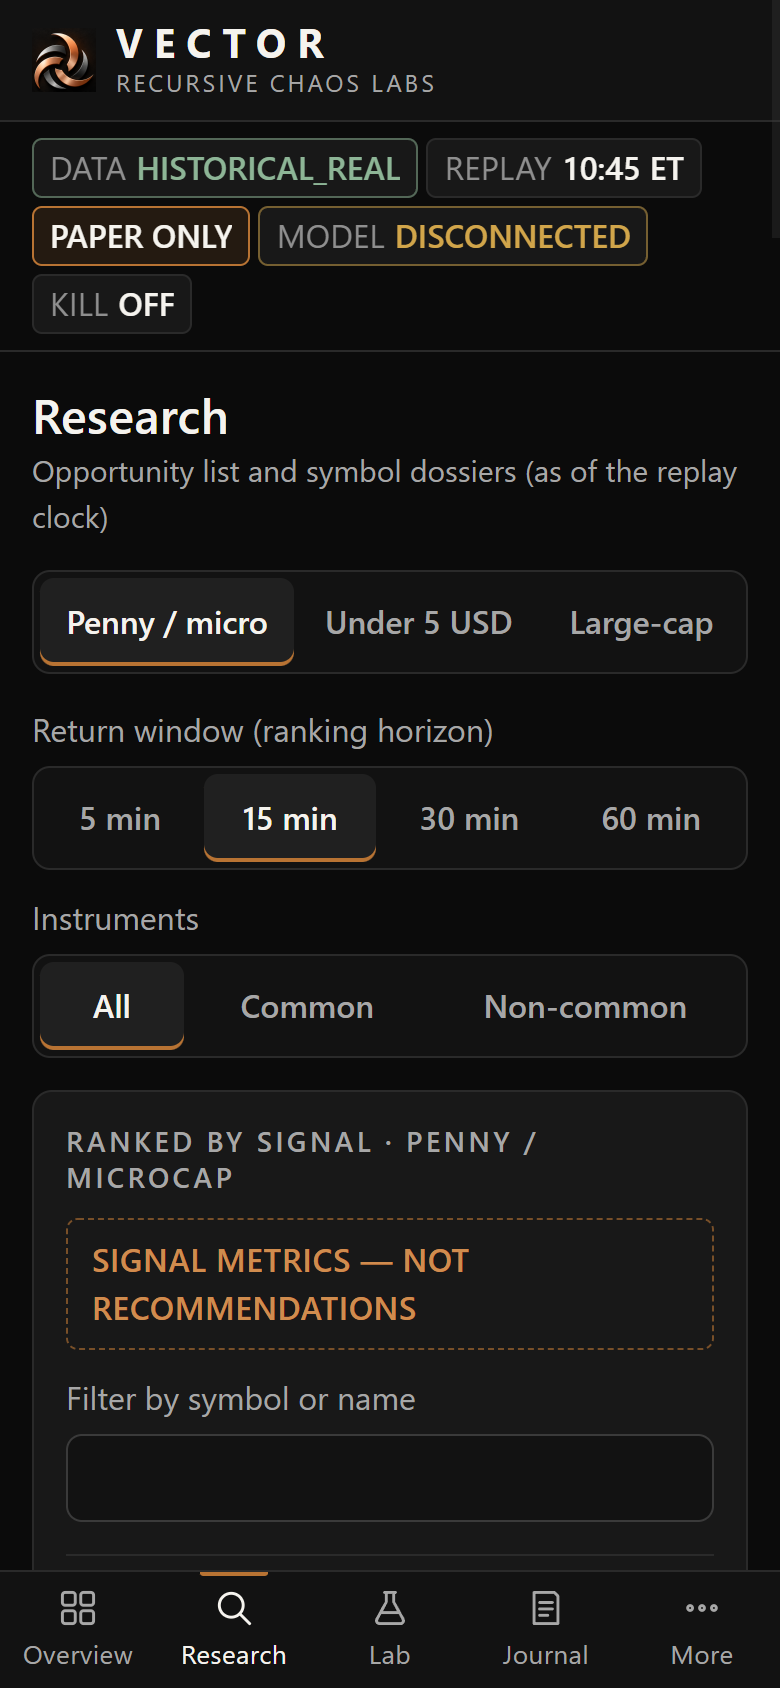 VECTOR
RECURSIVE CHAOS LABS
DATA HISTORICAL_REAL REPLAY 10:45 ET
PAPER ONLY MODEL DISCONNECTED
KILL OFF
Research
Opportunity list and symbol dossiers (as of the replay
clock)
Penny / micro Under 5 USD Large-cap
Return window (ranking horizon)
5 min 15 min 30 min 60 min
Instruments
All Common Non-common
RANKED BY SIGNAL · PENNY /
MICROCAP
SIGNAL METRICS — NOT
RECOMMENDATIONS
Filter by symbol or name
Overview Research Lab Journal More